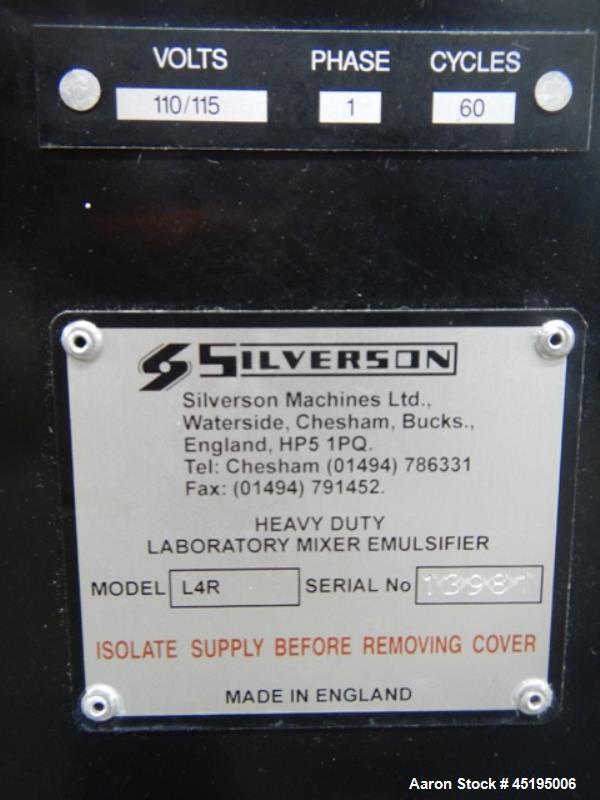 VOLTS PHASE CYCLES
110/115 1 60
SILVERSON
Silverson Machines Ltd.,
Waterside, Chesham, Bucks.,
England, HP5 1PQ.
Tel: Chesham (01494) 786331
Fax: (01494) 791452.
HEAVY DUTY
LABORATORY MIXER EMULSIFIER
MODEL L4R SERIAL No 13981
ISOLATE SUPPLY BEFORE REMOVING COVER
MADE IN ENGLAND
Aaron Stock # 45195006